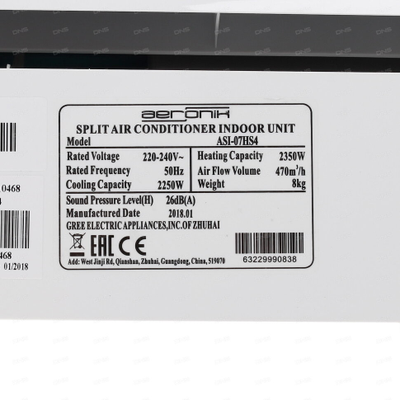 aeronik
SPLIT AIR CONDITIONER INDOOR UNIT
Model ASI-07HS4
Rated Voltage 220-240V~ Heating Capacity 2350W
Rated Frequency 50Hz Air Flow Volume 470m³/h
Cooling Capacity 2250W Weight 8kg
Sound Pressure Level(H) 26dB(A)
Manufactured Date 2018.01
GREE ELECTRIC APPLIANCES,INC.OF ZHUHAI
EAC CE
63229990838
Add: West Jinji Rd, Qianshan, Zhuhai, Guangdong, China, 519070
0468
468
01/2018